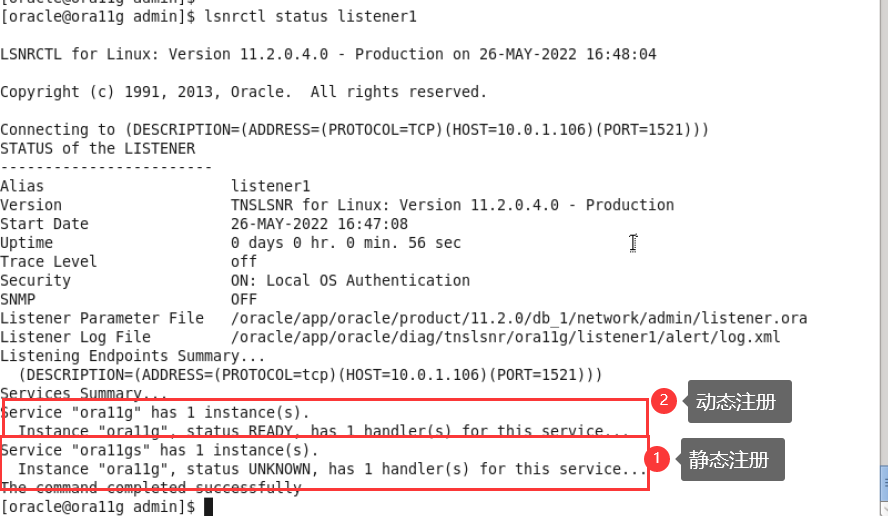 [oracle@ora11g admin]$
[oracle@ora11g admin]$ lsnrctl status listener1
LSNRCTL for Linux: Version 11.2.0.4.0 - Production on 26-MAY-2022 16:48:04
Copyright (c) 1991, 2013, Oracle.  All rights reserved.
Connecting to (DESCRIPTION=(ADDRESS=(PROTOCOL=TCP)(HOST=10.0.1.106)(PORT=1521)))
STATUS of the LISTENER
------------------------
Alias                     listener1
Version                   TNSLSNR for Linux: Version 11.2.0.4.0 - Production
Start Date                26-MAY-2022 16:47:08
Uptime                    0 days 0 hr. 0 min. 56 sec
Trace Level               off
Security                  ON: Local OS Authentication
SNMP                      OFF
Listener Parameter File   /oracle/app/oracle/product/11.2.0/db_1/network/admin/listener.ora
Listener Log File         /oracle/app/oracle/diag/tnslsnr/ora11g/listener1/alert/log.xml
Listening Endpoints Summary...
  (DESCRIPTION=(ADDRESS=(PROTOCOL=tcp)(HOST=10.0.1.106)(PORT=1521)))
Services Summary...
Service "ora11g" has 1 instance(s).
2 动态注册
  Instance "ora11g", status READY, has 1 handler(s) for this service...
Service "ora11gs" has 1 instance(s).
1 静态注册
  Instance "ora11g", status UNKNOWN, has 1 handler(s) for this service...
The command completed successfully
[oracle@ora11g admin]$